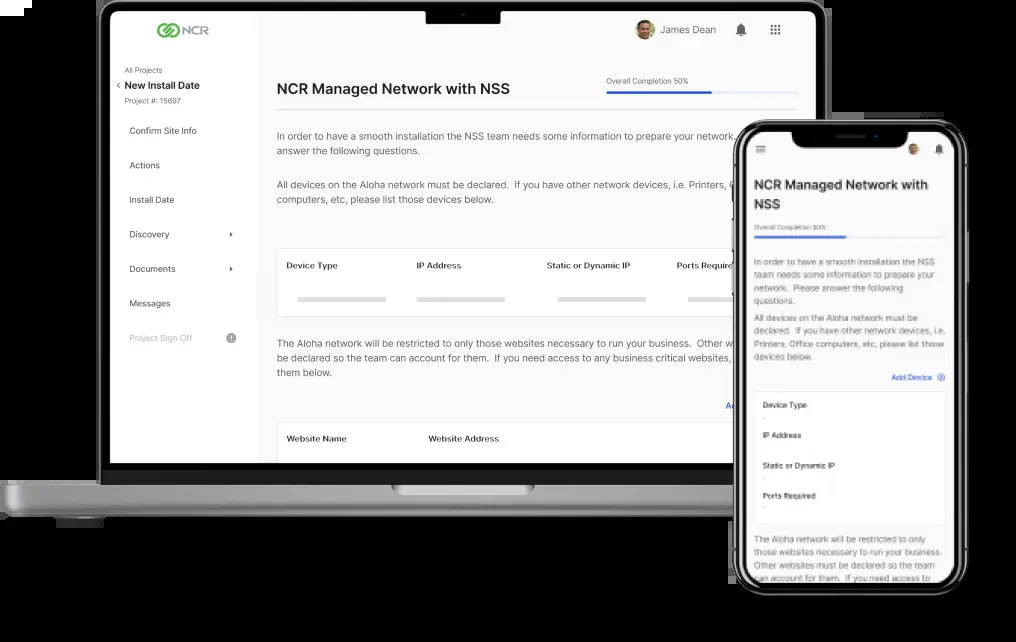 NCR
James Dean
All Projects
New Install Date
Project #: 15697
Confirm Site Info
Actions
Install Date
Discovery
Documents
Messages
Project Sign Off
NCR Managed Network with NSS
Overall Completion 50%
In order to have a smooth installation the NSS team needs some information to prepare your network.
answer the following questions.
All devices on the Aloha network must be declared. If you have other network devices, i.e. Printers,
computers, etc, please list those devices below.
Device Type IP Address Static or Dynamic IP Ports Require
The Aloha network will be restricted to only those websites necessary to run your business. Other w
be declared so the team can account for them. If you need access to any business critical websites,
them below.
Website Name Website Address
NCR Managed Network with
NSS
Overall Completion 50%
In order to have a smooth installation the NSS
team needs some information to prepare your
network. Please answer the following
questions.
All devices on the Aloha network must be
declared. If you have other network devices, i.e.
Printers, Office computers, etc, please list those
devices below.
Add Device
Device Type
-
IP Address
-
Static or Dynamic IP
-
Ports Required
-
The Aloha network will be restricted to only
those websites necessary to run your business.
Other websites must be declared so the team
can account for them. If you need access to